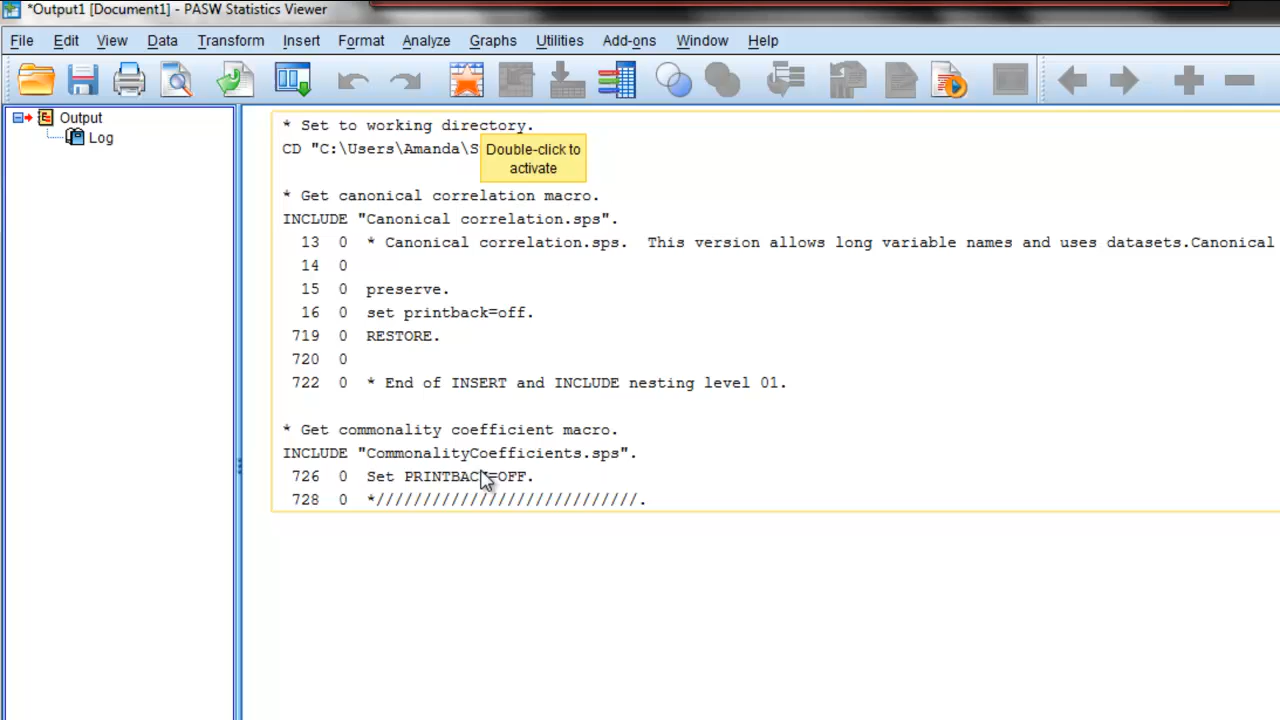 *Output1 [Document1] - PASW Statistics Viewer
File Edit View Data Transform Insert Format Analyze Graphs Utilities Add-ons Window Help
Output
Log
* Set to working directory.
CD "C:\Users\Amanda\S
Double-click to
activate
* Get canonical correlation macro.
INCLUDE "Canonical correlation.sps".
13 0 * Canonical correlation.sps. This version allows long variable names and uses datasets.Canonical
14 0
15 0 preserve.
16 0 set printback=off.
719 0 RESTORE.
720 0
722 0 * End of INSERT and INCLUDE nesting level 01.
* Get commonality coefficient macro.
INCLUDE "CommonalityCoefficients.sps".
726 0 Set PRINTBACK=OFF.
728 0 *////////////////////////////.